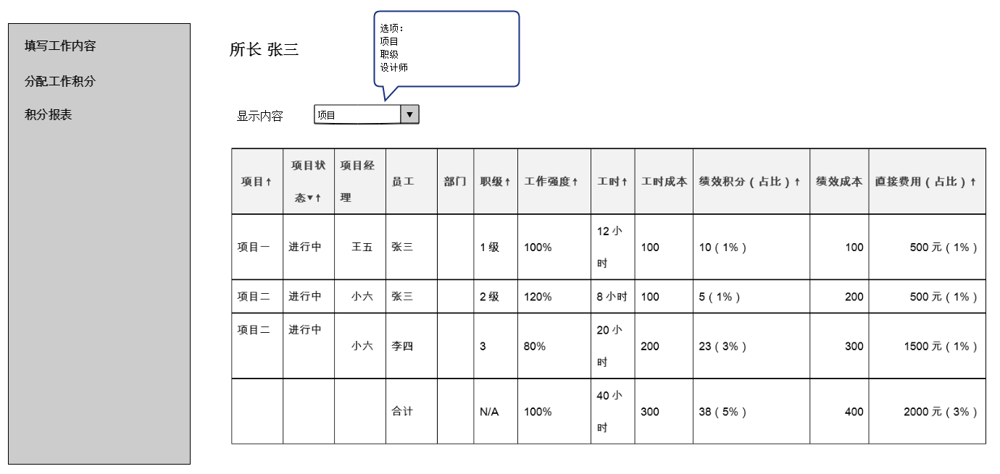 填写工作内容
分配工作积分
积分报表
所长 张三
选项：
项目
职级
设计师
显示内容
项目 ▼
项目↑ 项目状态▼↑ 项目经理 员工 部门 职级↑ 工作强度↑ 工时↑ 工时成本 绩效积分（占比）↑ 绩效成本 直接费用（占比）↑
项目一 进行中 王五 张三 1 级 100% 12 小时 100 10（1%） 100 500 元（1%）
项目二 进行中 小六 张三 2 级 120% 8 小时 100 5（1%） 200 500 元（1%）
项目二 进行中 小六 李四 3 80% 20 小时 200 23（3%） 300 1500 元（1%）
合计 N/A 100% 40 小时 300 38（5%） 400 2000 元（3%）